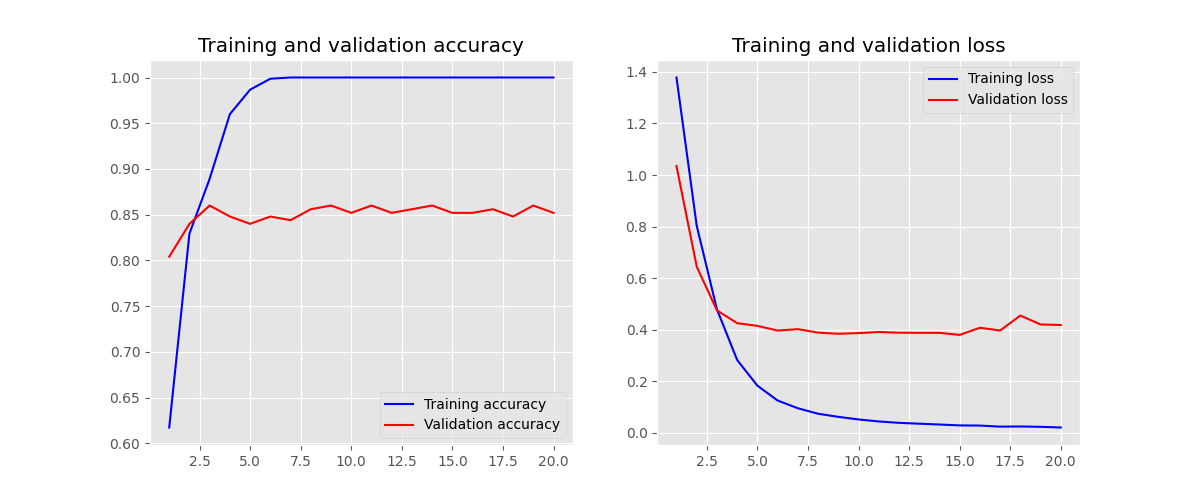 Training and validation accuracy
1.00
0.95
0.90
0.85
0.80
0.75
0.70
0.65
0.60
Training accuracy
Validation accuracy
2.5 5.0 7.5 10.0 12.5 15.0 17.5 20.0
Training and validation loss
1.4
1.2
1.0
0.8
0.6
0.4
0.2
0.0
Training loss
Validation loss
2.5 5.0 7.5 10.0 12.5 15.0 17.5 20.0